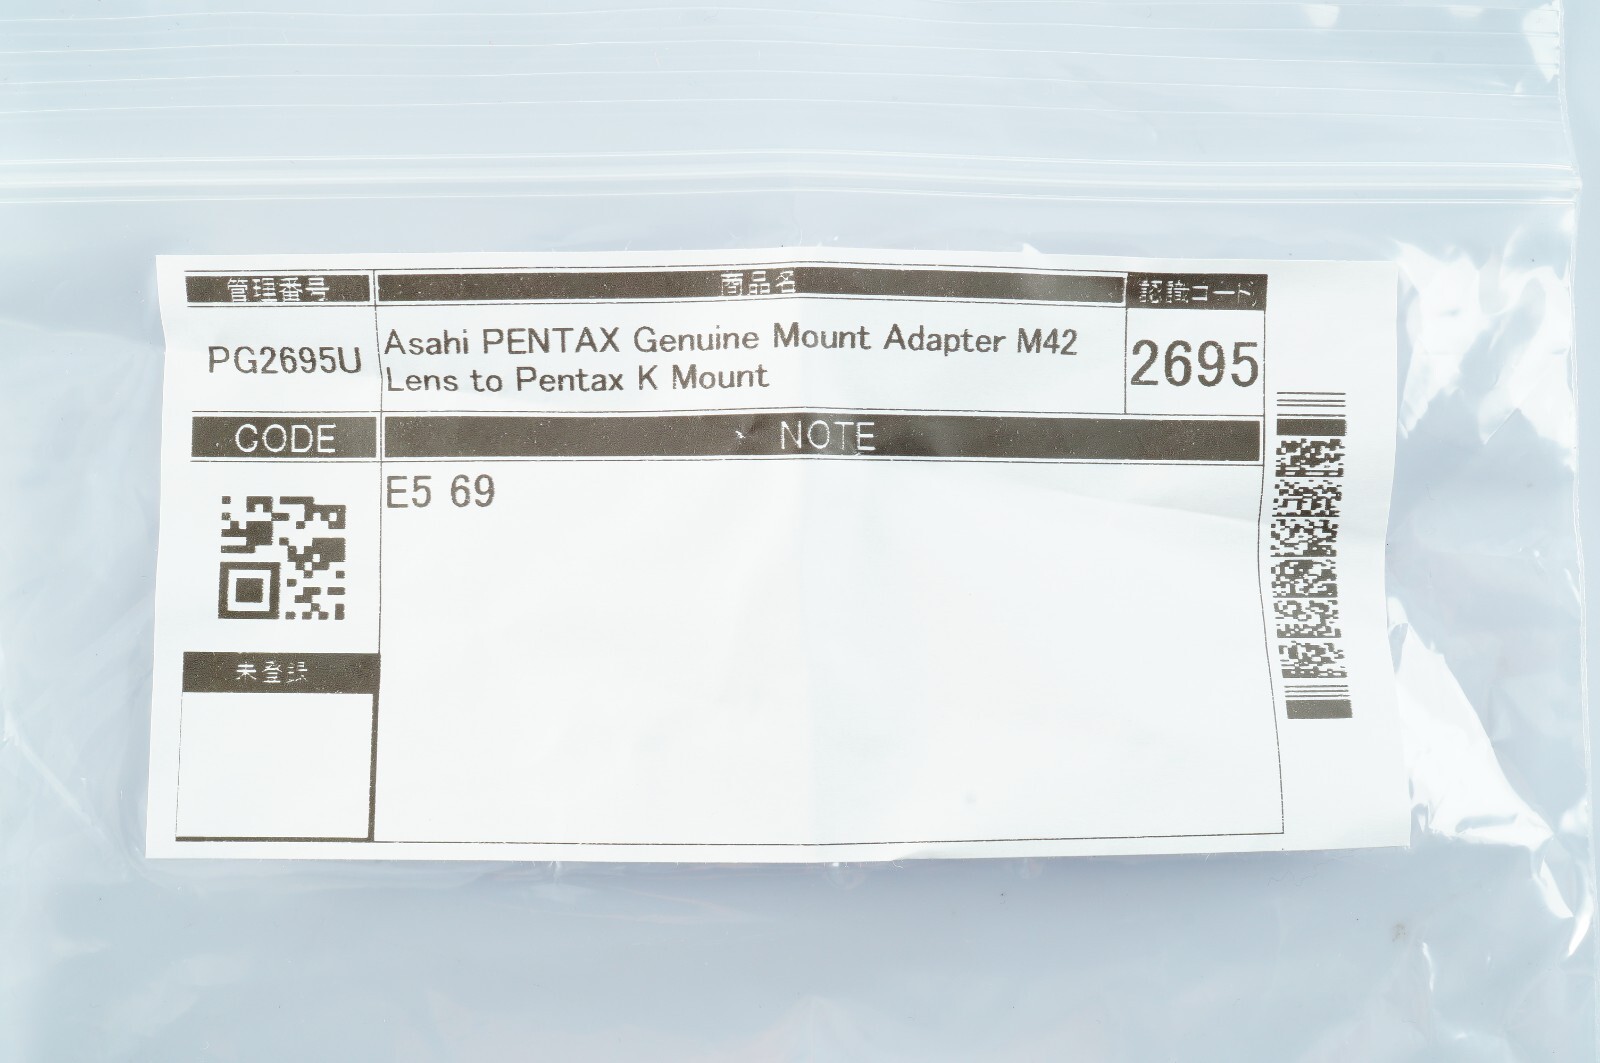 管理番号 商品名 認識コード
PG2695U Asahi PENTAX Genuine Mount Adapter M42
Lens to Pentax K Mount
2695
CODE NOTE
E5 69
未登録